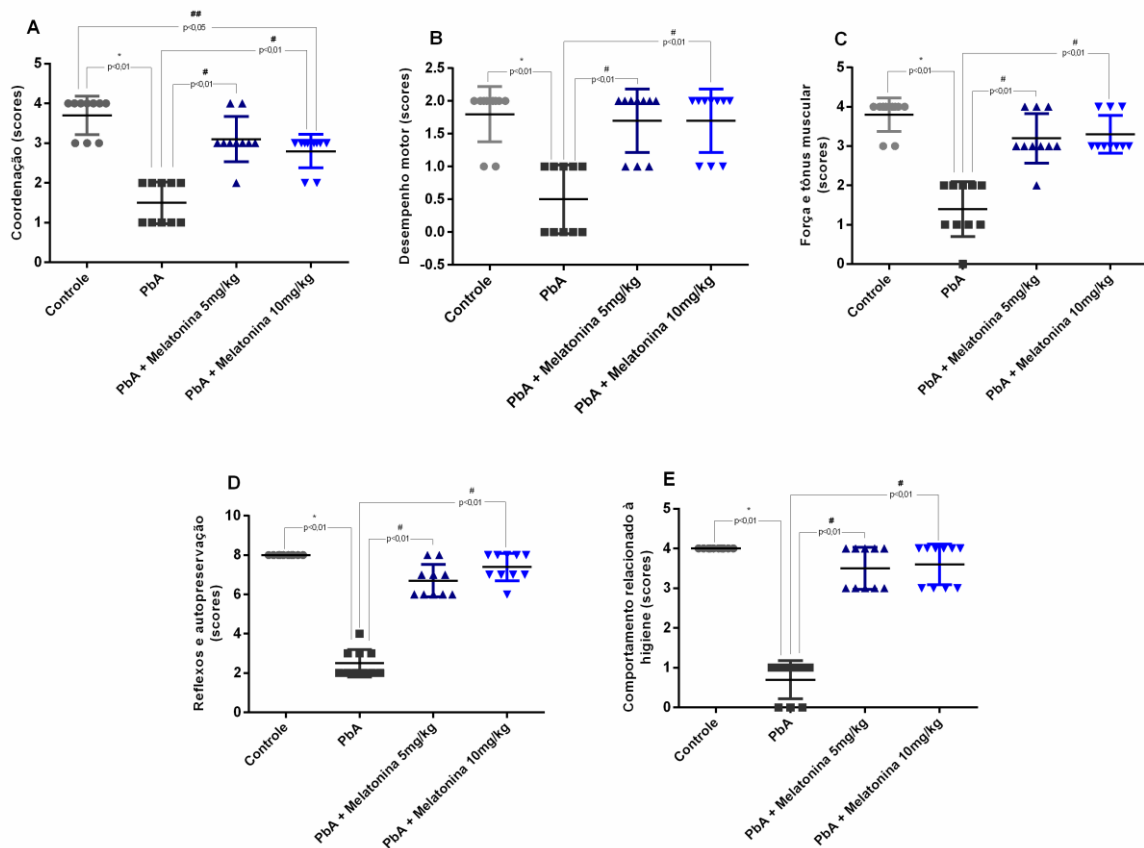 A
##
p<0,05
#
p<0,01
*
p<0,01
#
p<0,01
Coordenação (scores)
5
4
3
2
1
0
Controle
PbA
PbA + Melatonina 5mg/kg
PbA + Melatonina 10mg/kg
B
#
p<0,01
*
p<0,01
#
p<0,01
Desempenho motor (scores)
2.5
2.0
1.5
1.0
0.5
0.0
-0.5
Controle
PbA
PbA + Melatonina 5mg/kg
PbA + Melatonina 10mg/kg
C
#
p<0,01
*
p<0,01
#
p<0,01
Força e tônus muscular
(scores)
5
4
3
2
1
0
Controle
PbA
PbA + Melatonina 5mg/kg
PbA + Melatonina 10mg/kg
D
#
p<0,01
*
p<0,01
#
p<0,01
Reflexos e autopreservação
(scores)
10
8
6
4
2
0
Controle
PbA
PbA + Melatonina 5mg/kg
PbA + Melatonina 10mg/kg
E
#
p<0,01
*
p<0,01
#
p<0,01
Comportamento relacionado à
higiene (scores)
5
4
3
2
1
0
Controle
PbA
PbA + Melatonina 5mg/kg
PbA + Melatonina 10mg/kg